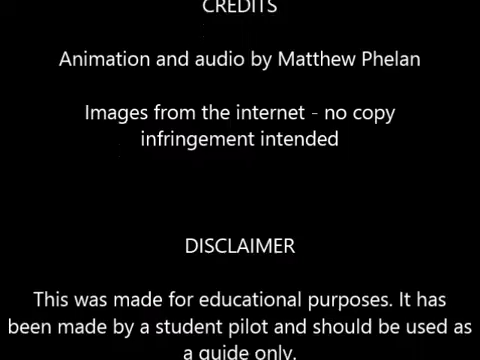 CREDITS
Animation and audio by Matthew Phelan
Images from the internet - no copy
infringement intended
DISCLAIMER
This was made for educational purposes. It has
been made by a student pilot and should be used as
a guide only.